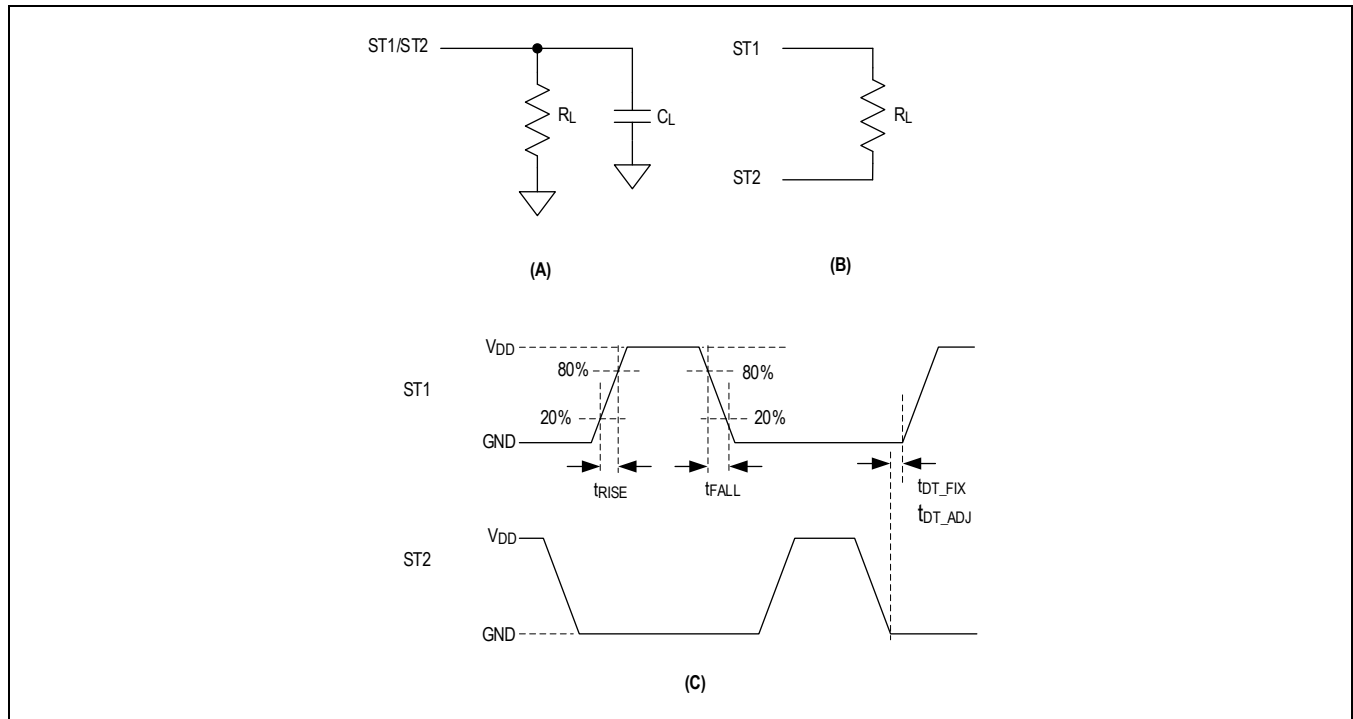 ST1/ST2
RL
CL
(A)
ST1
RL
ST2
(B)
VDD
80%
80%
ST1
20%
20%
GND
tRISE
tFALL
tDT_FIX
tDT_ADJ
VDD
ST2
GND
(C)